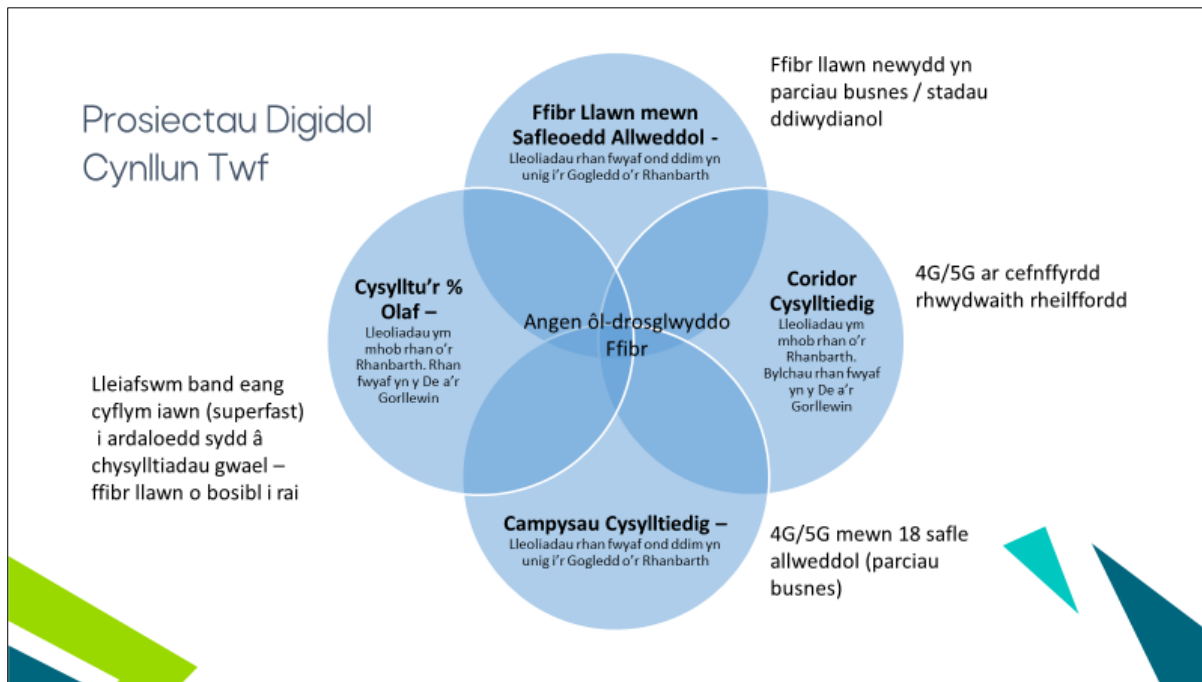 Prosiectau Digidol
Cynllun Twf
Ffibr Llawn mewn
Safleoedd Allweddol -
Lleoliadau rhan fwyaf ond ddim yn
unig i'r Gogledd o'r Rhanbarth
Ffibr llawn newydd yn
parciau busnes / stadau
ddiwydianol
Cysylltu'r %
Olaf –
Lleoliadau ym
mhob rhan o'r
Rhanbarth. Rhan
fwyaf yn y De a'r
Gorllewin
Angen ôl-drosglwyddo
Ffibr
Coridor
Cysylltiedig
Lleoliadau ym
mhob rhan o'r
Rhanbarth.
Bylchau rhan fwyaf
yn y De a'r
Gorllewin
4G/5G ar cefnffyrdd
rhwydwaith rheilffordd
Lleiafswm band eang
cyflym iawn (superfast)
i ardaloedd sydd â
chysylltiadau gwael –
ffibr llawn o bosibl i rai
Campysau Cysylltiedig –
Lleoliadau rhan fwyaf ond ddim yn
unig i'r Gogledd o'r Rhanbarth
4G/5G mewn 18 safle
allweddol (parciau
busnes)